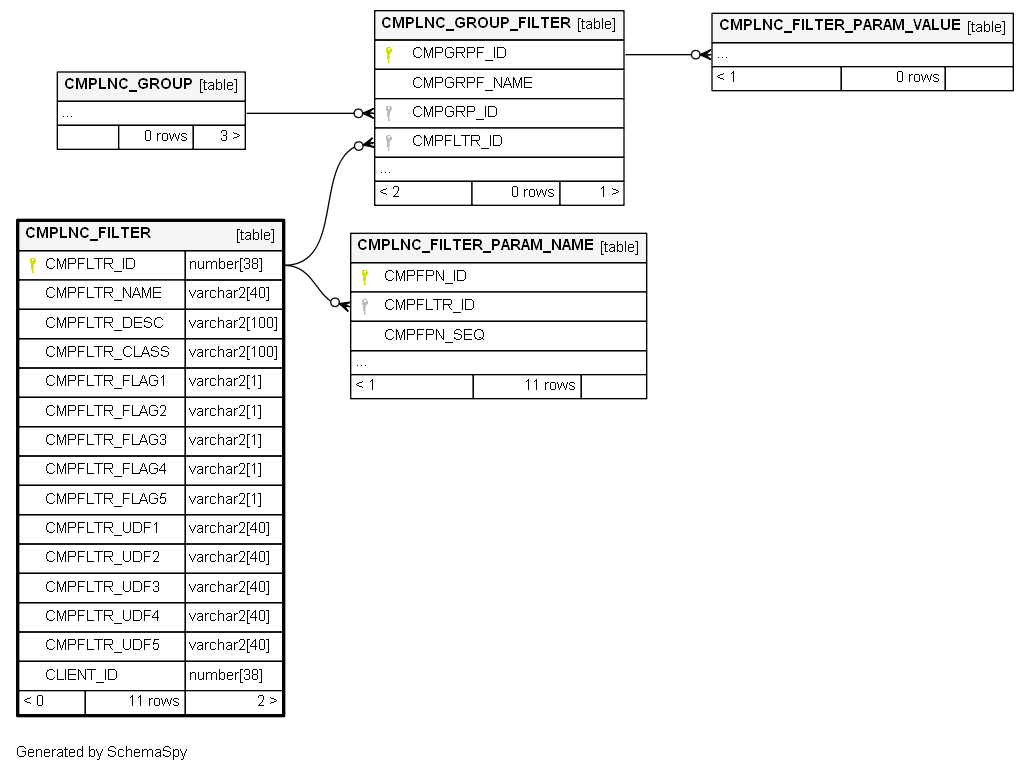 CMPLNC_GROUP_FILTER [table]
CMPGRPF_ID
CMPGRPF_NAME
CMPGRP_ID
CMPFLTR_ID
...
< 2 0 rows 1 >
CMPLNC_FILTER_PARAM_VALUE [table]
...
< 1 0 rows
CMPLNC_GROUP [table]
...
0 rows 3 >
CMPLNC_FILTER [table]
CMPFLTR_ID number[38]
CMPFLTR_NAME varchar2[40]
CMPFLTR_DESC varchar2[100]
CMPFLTR_CLASS varchar2[100]
CMPFLTR_FLAG1 varchar2[1]
CMPFLTR_FLAG2 varchar2[1]
CMPFLTR_FLAG3 varchar2[1]
CMPFLTR_FLAG4 varchar2[1]
CMPFLTR_FLAG5 varchar2[1]
CMPFLTR_UDF1 varchar2[40]
CMPFLTR_UDF2 varchar2[40]
CMPFLTR_UDF3 varchar2[40]
CMPFLTR_UDF4 varchar2[40]
CMPFLTR_UDF5 varchar2[40]
CLIENT_ID number[38]
< 0 11 rows 2 >
CMPLNC_FILTER_PARAM_NAME [table]
CMPFPN_ID
CMPFLTR_ID
CMPFPN_SEQ
...
< 1 11 rows
Generated by SchemaSpy